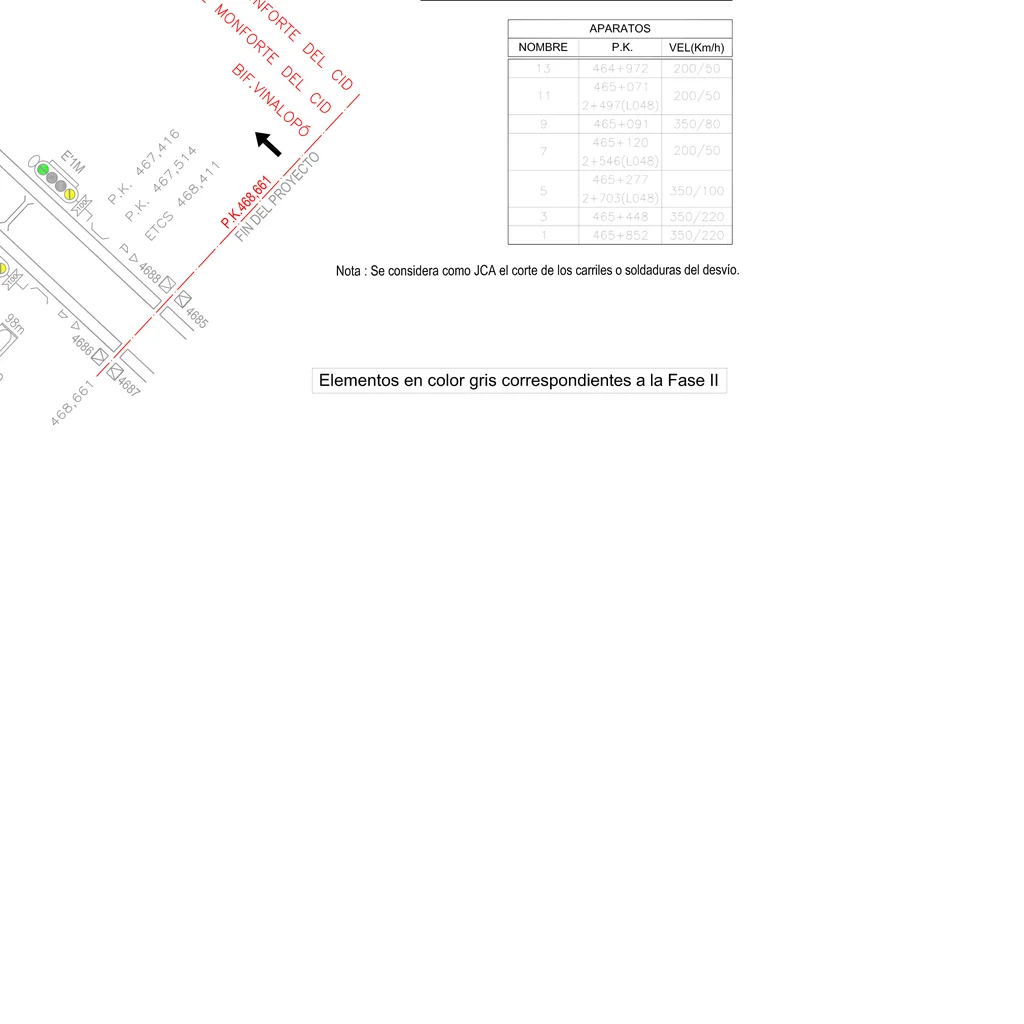 NFORTE DEL CID
E MONFORTE DEL CID
BIF.VINALOPÓ
E'1M
P.K. 467,416
P.K. 467,514
ETCS 468,411
P.K.468,661
FIN DEL PROYECTO
4688
4685
98m
4686
4687
468,661
APARATOS
NOMBRE P.K. VEL(Km/h)
13 464+972 200/50
11 465+071 2+497(L048) 200/50
9 465+091 350/80
7 465+120 2+546(L048) 200/50
5 465+277 2+703(L048) 350/100
3 465+448 350/220
1 465+852 350/220
Nota : Se considera como JCA el corte de los carriles o soldaduras del desvío.
Elementos en color gris correspondientes a la Fase II